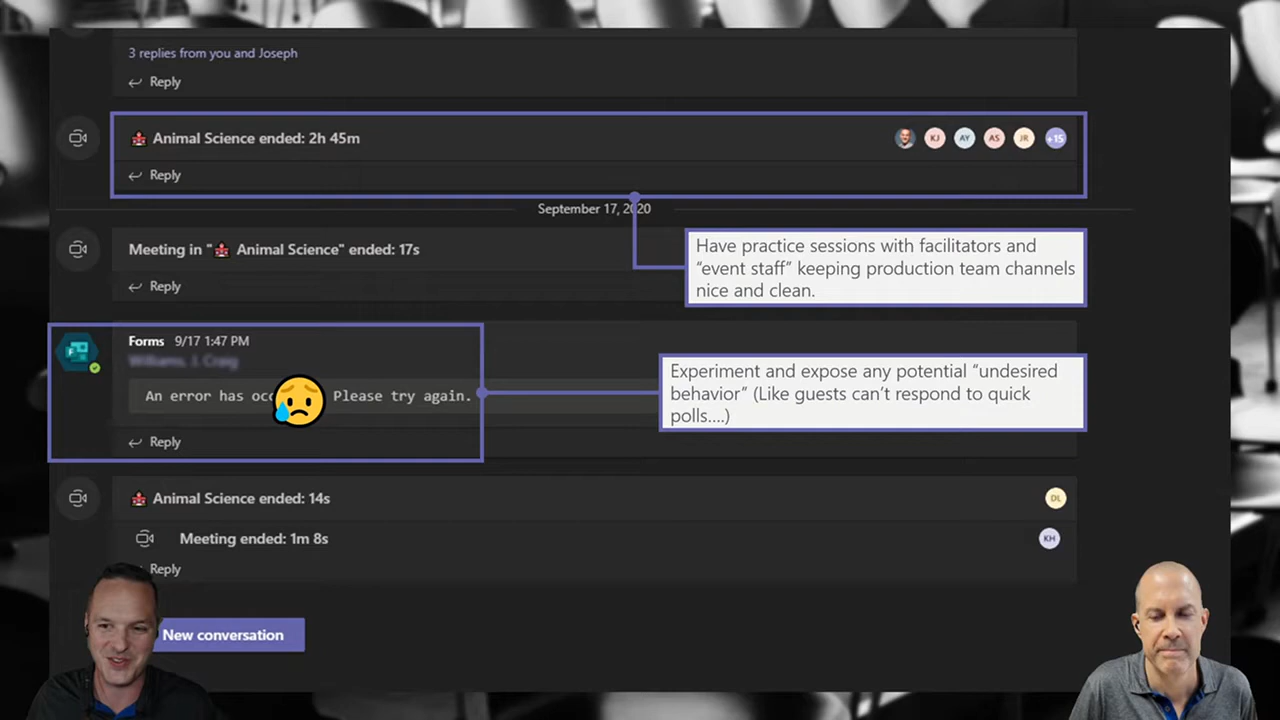 3 replies from you and Joseph
Reply
Animal Science ended: 2h 45m
KJ AY AS JR +15
Reply
September 17, 2020
Meeting in " Animal Science" ended: 17s
Have practice sessions with facilitators and
“event staff” keeping production team channels
nice and clean.
Reply
Forms 9/17 1:47 PM
An error has Please try again.
Experiment and expose any potential “undesired
behavior” (Like guests can’t respond to quick
polls....)
Reply
Animal Science ended: 14s
DL
Meeting ended: 1m 8s
KH
Reply
New conversation